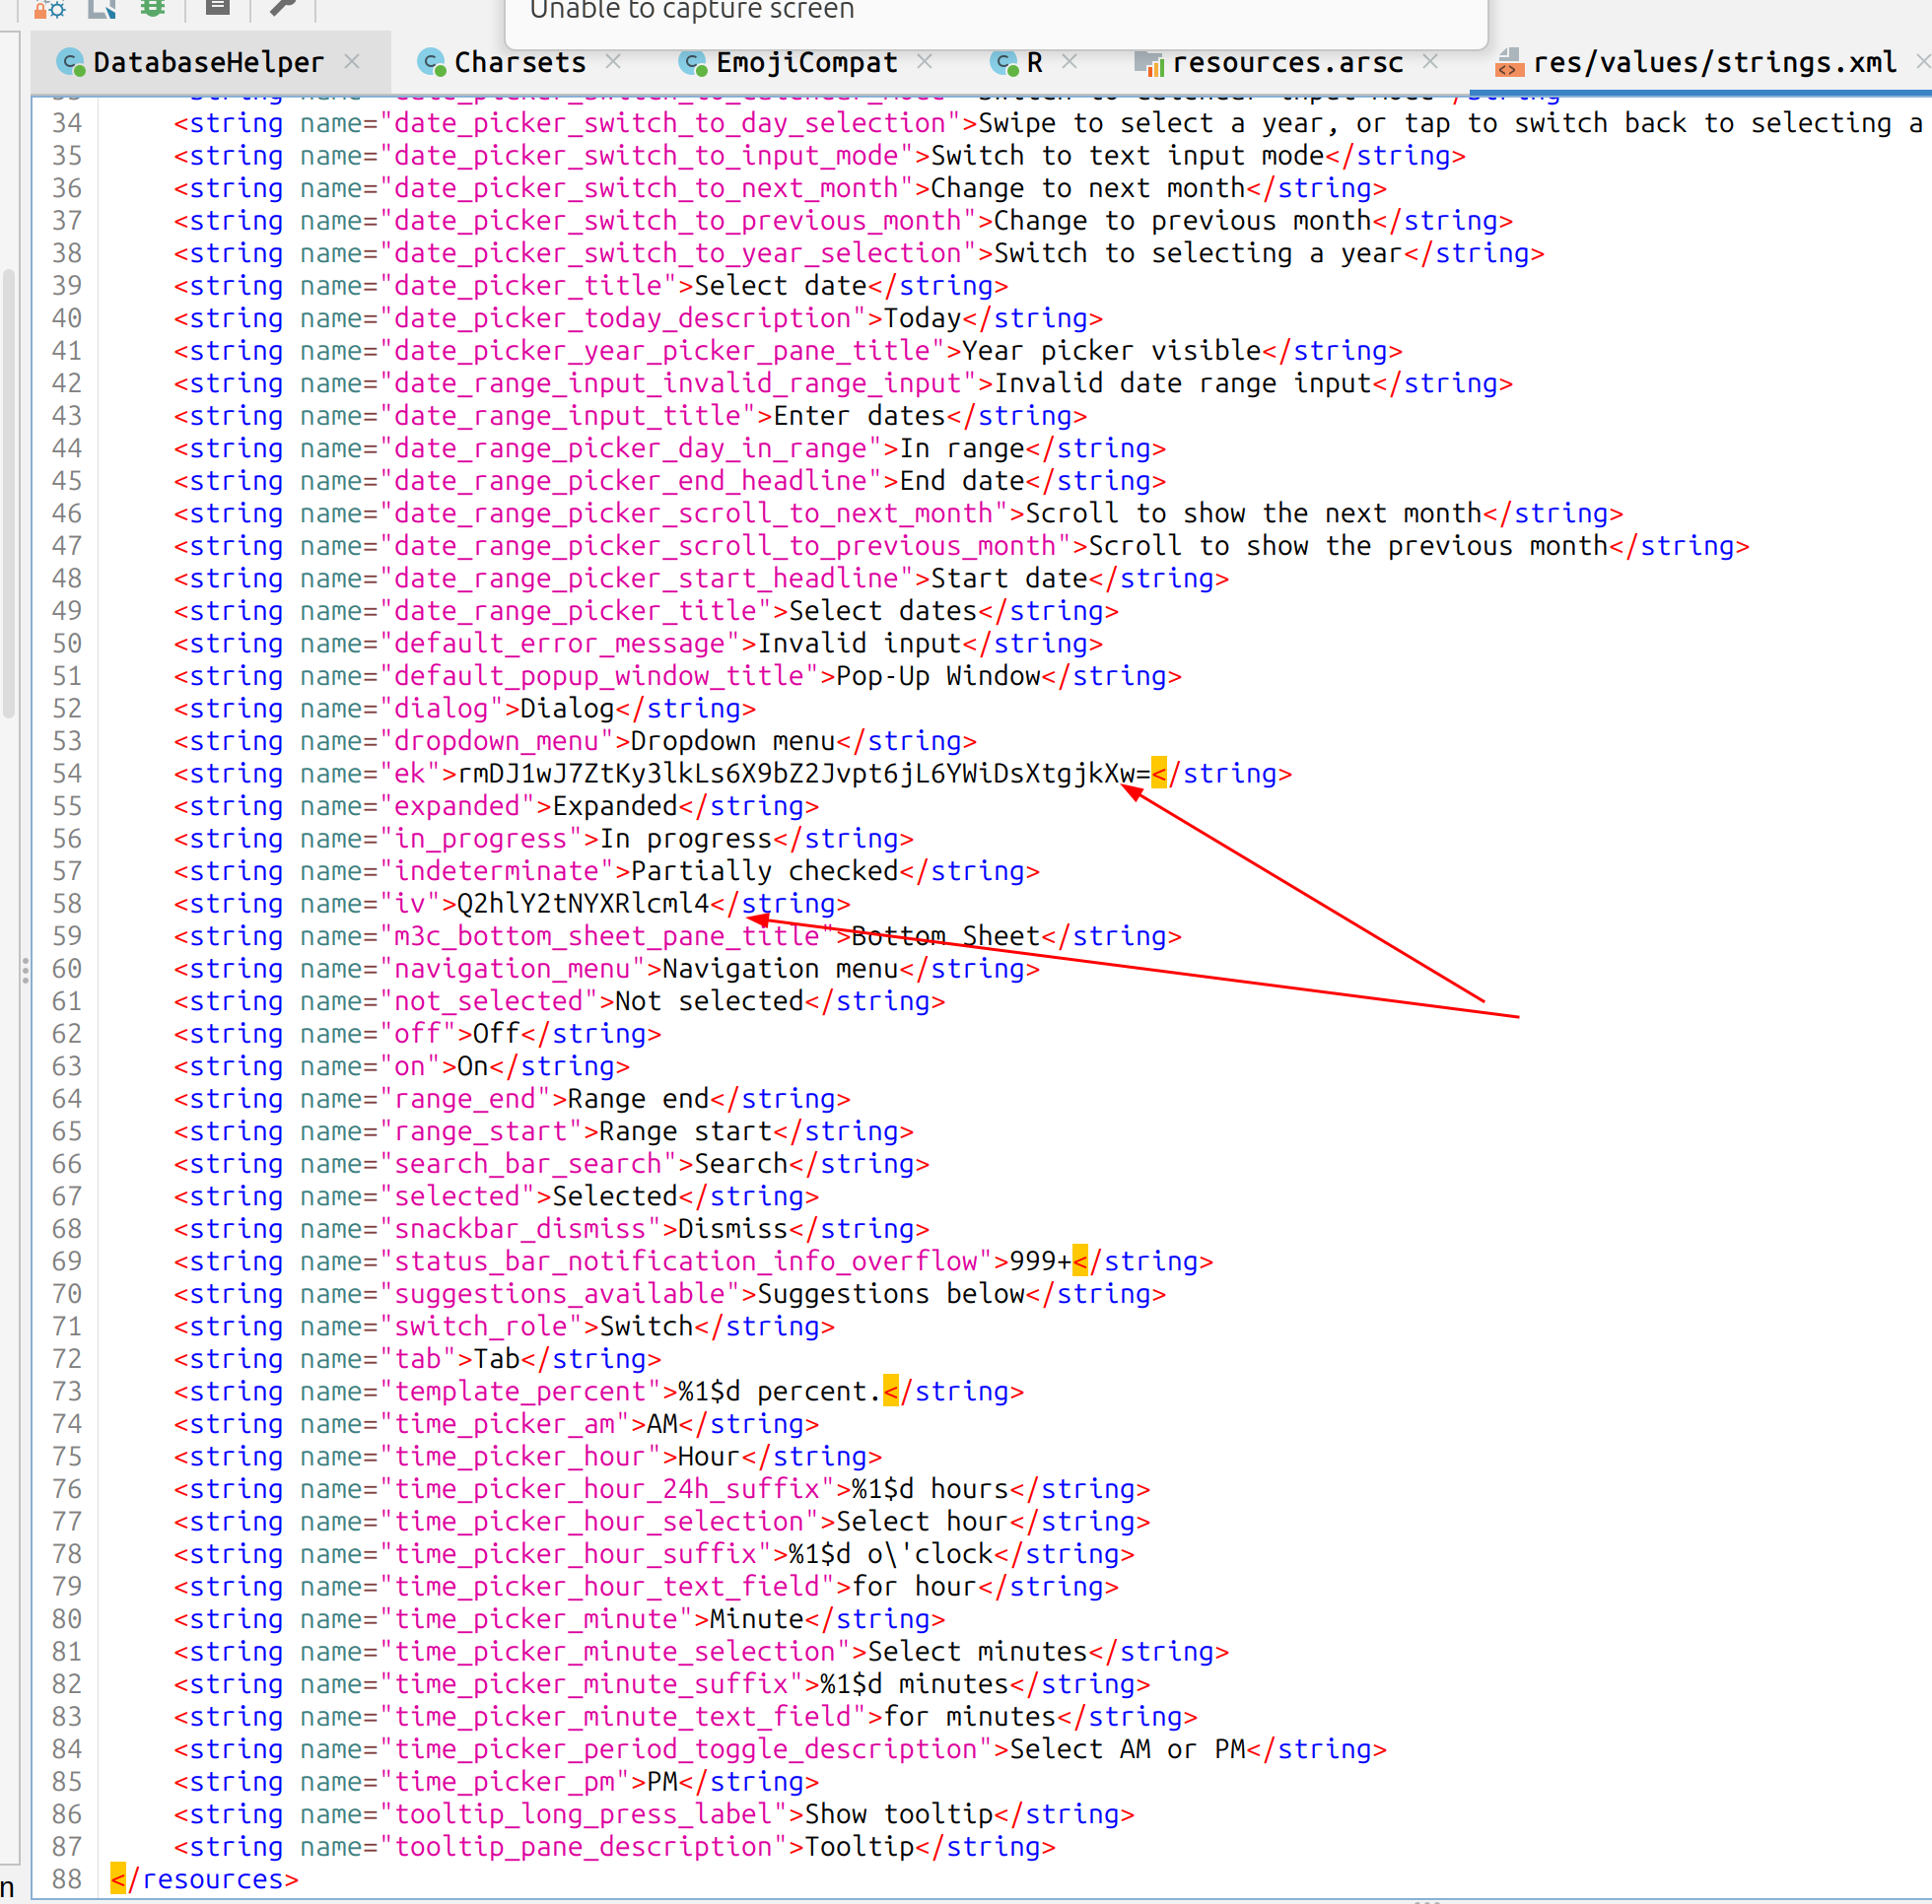 Unable to capture screen
DatabaseHelper
Charsets
EmojiCompat
R
resources.arsc
res/values/strings.xml
34 <string name="date_picker_switch_to_day_selection">Swipe to select a year, or tap to switch back to selecting a
35 <string name="date_picker_switch_to_input_mode">Switch to text input mode</string>
36 <string name="date_picker_switch_to_next_month">Change to next month</string>
37 <string name="date_picker_switch_to_previous_month">Change to previous month</string>
38 <string name="date_picker_switch_to_year_selection">Switch to selecting a year</string>
39 <string name="date_picker_title">Select date</string>
40 <string name="date_picker_today_description">Today</string>
41 <string name="date_picker_year_picker_pane_title">Year picker visible</string>
42 <string name="date_range_input_invalid_range_input">Invalid date range input</string>
43 <string name="date_range_input_title">Enter dates</string>
44 <string name="date_range_picker_day_in_range">In range</string>
45 <string name="date_range_picker_end_headline">End date</string>
46 <string name="date_range_picker_scroll_to_next_month">Scroll to show the next month</string>
47 <string name="date_range_picker_scroll_to_previous_month">Scroll to show the previous month</string>
48 <string name="date_range_picker_start_headline">Start date</string>
49 <string name="date_range_picker_title">Select dates</string>
50 <string name="default_error_message">Invalid input</string>
51 <string name="default_popup_window_title">Pop-Up Window</string>
52 <string name="dialog">Dialog</string>
53 <string name="dropdown_menu">Dropdown menu</string>
54 <string name="ek">rmDJ1wJ7ZtKy3lkLs6X9bZ2Jvpt6jL6YWiDsXtgjkXw=</string>
55 <string name="expanded">Expanded</string>
56 <string name="in_progress">In progress</string>
57 <string name="indeterminate">Partially checked</string>
58 <string name="iv">Q2hlY2tNYXRlcml4</string>
59 <string name="m3c_bottom_sheet_pane_title">Bottom Sheet</string>
60 <string name="navigation_menu">Navigation menu</string>
61 <string name="not_selected">Not selected</string>
62 <string name="off">Off</string>
63 <string name="on">On</string>
64 <string name="range_end">Range end</string>
65 <string name="range_start">Range start</string>
66 <string name="search_bar_search">Search</string>
67 <string name="selected">Selected</string>
68 <string name="snackbar_dismiss">Dismiss</string>
69 <string name="status_bar_notification_info_overflow">999+</string>
70 <string name="suggestions_available">Suggestions below</string>
71 <string name="switch_role">Switch</string>
72 <string name="tab">Tab</string>
73 <string name="template_percent">%1$d percent.</string>
74 <string name="time_picker_am">AM</string>
75 <string name="time_picker_hour">Hour</string>
76 <string name="time_picker_hour_24h_suffix">%1$d hours</string>
77 <string name="time_picker_hour_selection">Select hour</string>
78 <string name="time_picker_hour_suffix">%1$d o\'clock</string>
79 <string name="time_picker_hour_text_field">for hour</string>
80 <string name="time_picker_minute">Minute</string>
81 <string name="time_picker_minute_selection">Select minutes</string>
82 <string name="time_picker_minute_suffix">%1$d minutes</string>
83 <string name="time_picker_minute_text_field">for minutes</string>
84 <string name="time_picker_period_toggle_description">Select AM or PM</string>
85 <string name="time_picker_pm">PM</string>
86 <string name="tooltip_long_press_label">Show tooltip</string>
87 <string name="tooltip_pane_description">Tooltip</string>
88 </resources>
n